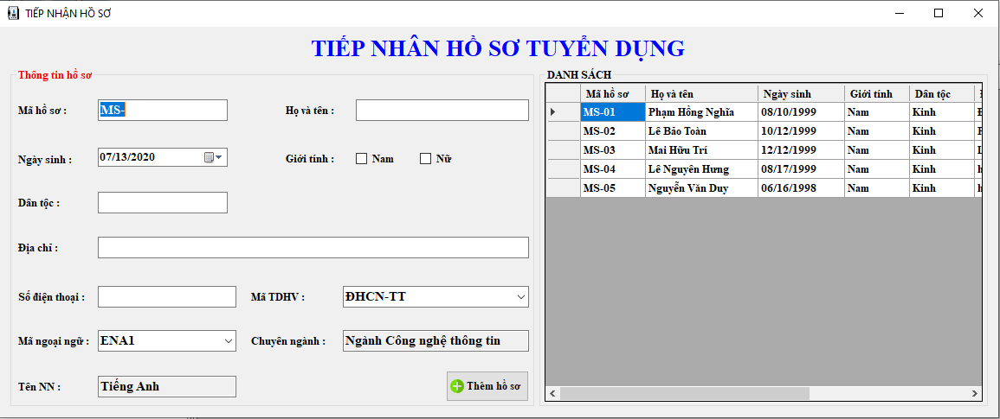 TIẾP NHẬN HỒ SƠ
TIẾP NHÂN HỒ SƠ TUYỂN DỤNG
Thông tin hồ sơ
Mã hồ sơ : MS- Họ và tên :
Ngày sinh : 07/13/2020 Giới tính : Nam Nữ
Dân tộc :
Địa chỉ :
Số điện thoại : Mã TDHV : ĐHCN-TT
Mã ngoại ngữ : ENA1 Chuyên ngành : Ngành Công nghệ thông tin
Tên NN : Tiếng Anh Thêm hồ sơ
DANH SÁCH
Mã hồ sơ Họ và tên Ngày sinh Giới tính Dân tộc
MS-01 Phạm Hồng Nghĩa 08/10/1999 Nam Kinh
MS-02 Lê Bảo Toàn 10/12/1999 Nam Kinh
MS-03 Mai Hữu Trí 12/12/1999 Nam Kinh
MS-04 Lê Nguyên Hưng 08/17/1999 Nam Kinh
MS-05 Nguyễn Văn Duy 06/16/1998 Nam Kinh